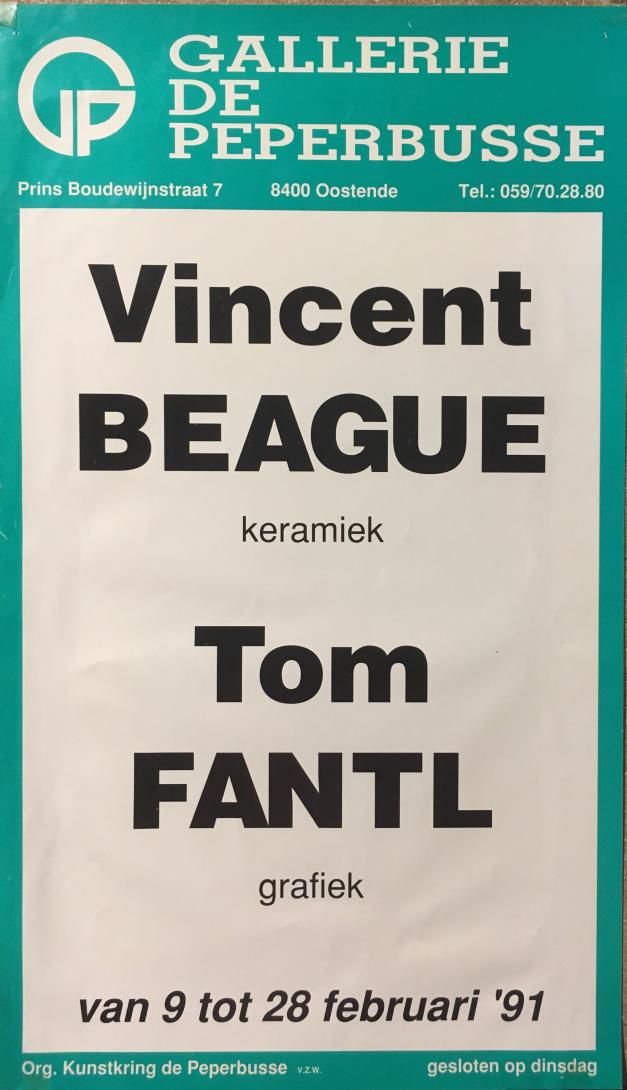 GP
GALLERIE
DE
PEPERBUSSE
Prins Boudewijnstraat 7 8400 Oostende Tel.: 059/70.28.80
Vincent
BEAGUE
keramiek
Tom
FANTL
grafiek
van 9 tot 28 februari '91
Org. Kunstkring de Peperbusse v.z.w. gesloten op dinsdag